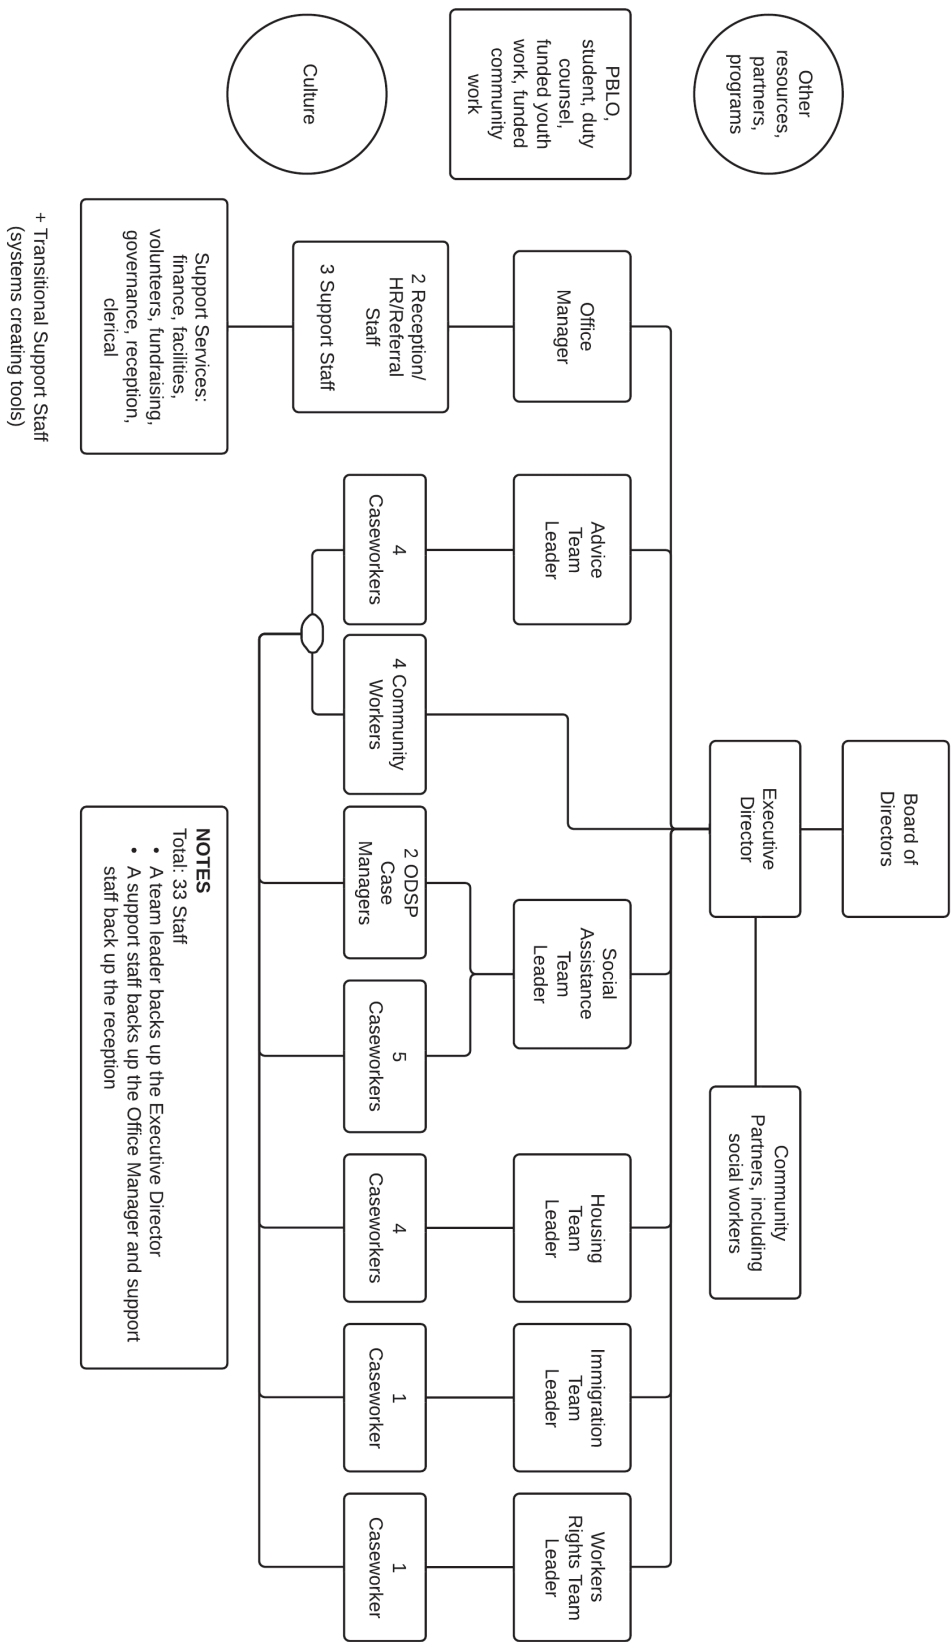 Board of
Directors
Executive
Director
Community
Partners, including
social workers
Other
resources,
partners,
programs
PBLO,
student, duty
counsel,
funded youth
work, funded
community
work
Culture
Office
Manager
Advice
Team
Leader
Social
Assistance
Team
Leader
Housing
Team
Leader
Immigration
Team
Leader
Workers
Rights Team
Leader
2 Reception/
HR/Referral
Staff
3 Support Staff
4
Caseworkers
4 Community
Workers
2 ODSP
Case
Managers
5
Caseworkers
4
Caseworkers
1
Caseworker
1
Caseworker
Support Services:
finance, facilities,
volunteers, fundraising,
governance, reception,
clerical
NOTES
Total: 33 Staff
• A team leader backs up the Executive Director
• A support staff backs up the Office Manager and support
staff back up the reception
+ Transitional Support Staff
(systems creating tools)